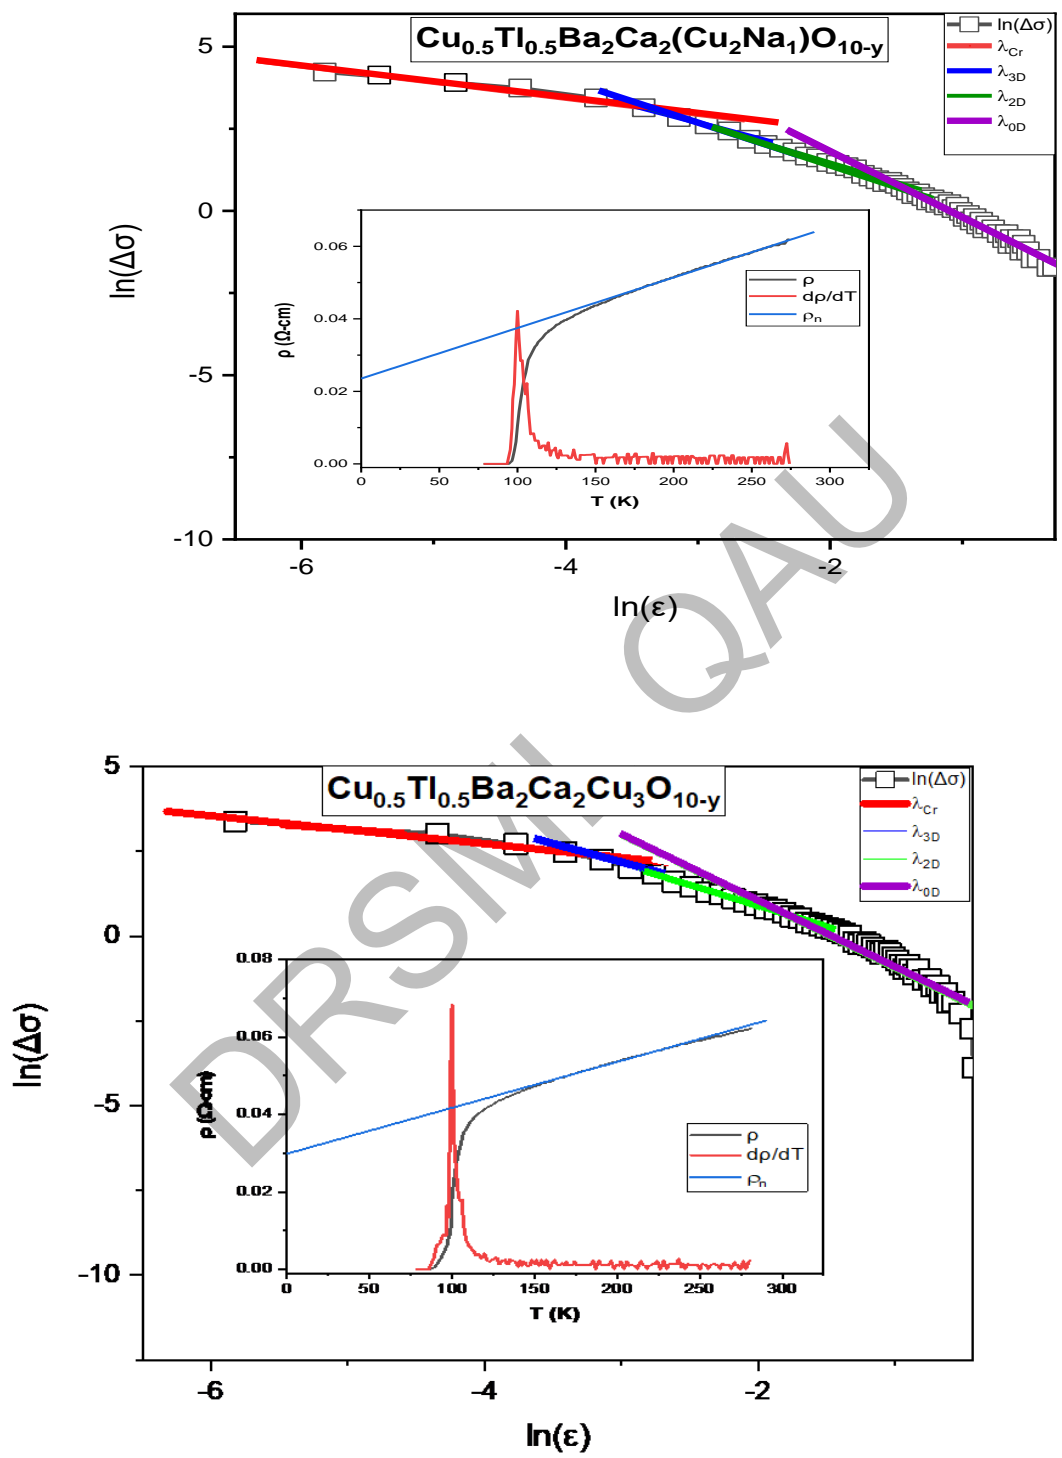 Cu0.5Tl0.5Ba2Ca2(Cu2Na1)O10-y
ln(Δσ)
λCr
λ3D
λ2D
λ0D
5
0
-5
-10
ln(Δσ)
-6
-4
-2
ln(ε)
0.06
0.04
0.02
0.00
ρ (Ω-cm)
ρ
dρ/dT
ρn
0
50
100
150
200
250
300
T (K)
DRSML QAU
Cu0.5Tl0.5Ba2Ca2Cu3O10-y
ln(Δσ)
λCr
λ3D
λ2D
λ0D
5
0
-5
-10
ln(Δσ)
0.08
0.06
0.04
0.02
0.00
ρ (Ω-cm)
ρ
dρ/dT
ρn
0
50
100
150
200
250
300
T (K)
-6
-4
-2
ln(ε)